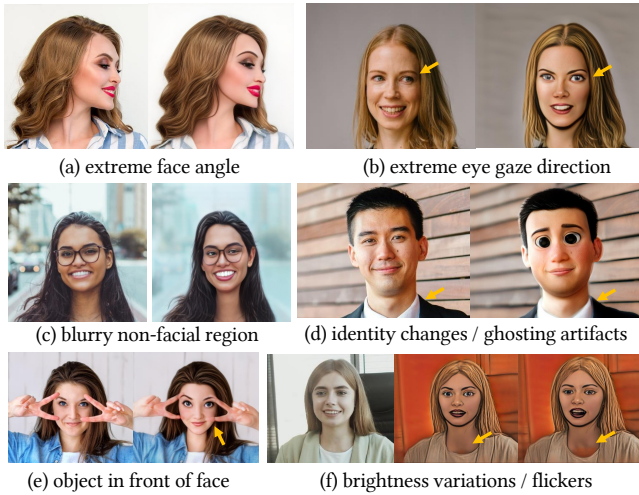 (a) extreme face angle
(b) extreme eye gaze direction
(c) blurry non-facial region
(d) identity changes / ghosting artifacts
(e) object in front of face
(f) brightness variations / flickers